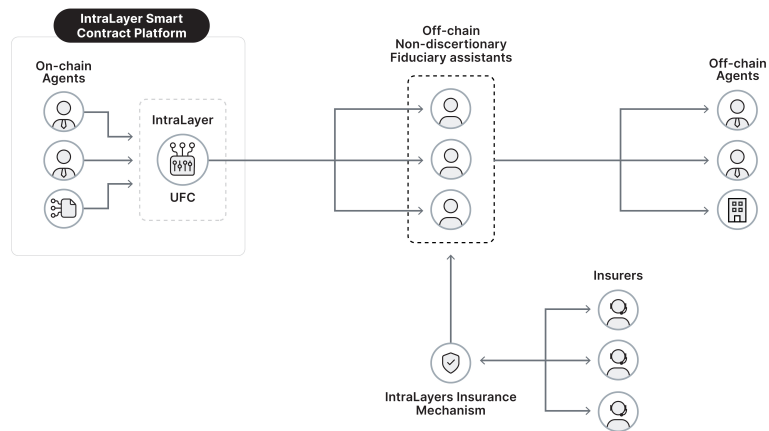 IntraLayer Smart
Contract Platform
On-chain
Agents
IntraLayer
UFC
Off-chain
Non-discertionary
Fiduciary assistants
Off-chain
Agents
Insurers
IntraLayers Insurance
Mechanism